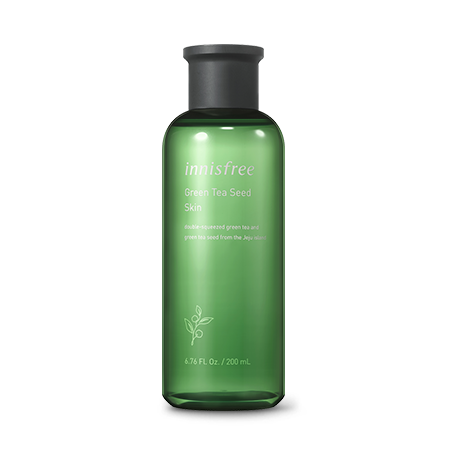 innisfree
Green Tea Seed
Skin
double squeezed green tea and
green tea seed from the Jeju
6.76 FL.Oz. / 200 mL